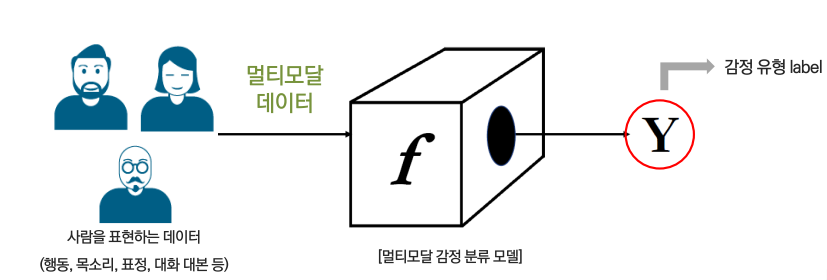 멀티모달
데이터
f
Y
감정 유형 label
사람을 표현하는 데이터
(행동, 목소리, 표정, 대화 대본 등)
[멀티모달 감정 분류 모델]